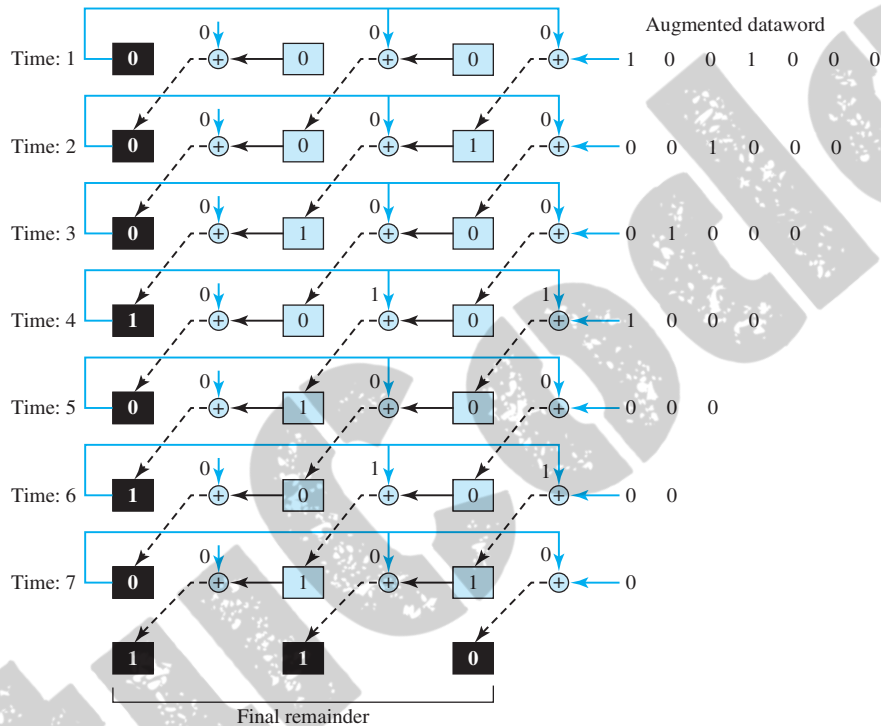 Augmented dataword
0 0 0
Time: 1 0 0 0 1 0 0 1 0 0 0
0 0 0
Time: 2 0 0 1 0 0 1 0 0 0
0 0 0
Time: 3 0 1 0 0 1 0 0 0
0 1 1
Time: 4 1 0 0 1 0 0 0
0 0 0
Time: 5 0 1 0 0 0 0
0 1 1
Time: 6 1 0 0 0 0
0 0 0
Time: 7 0 1 1 0
1 1 0
Final remainder